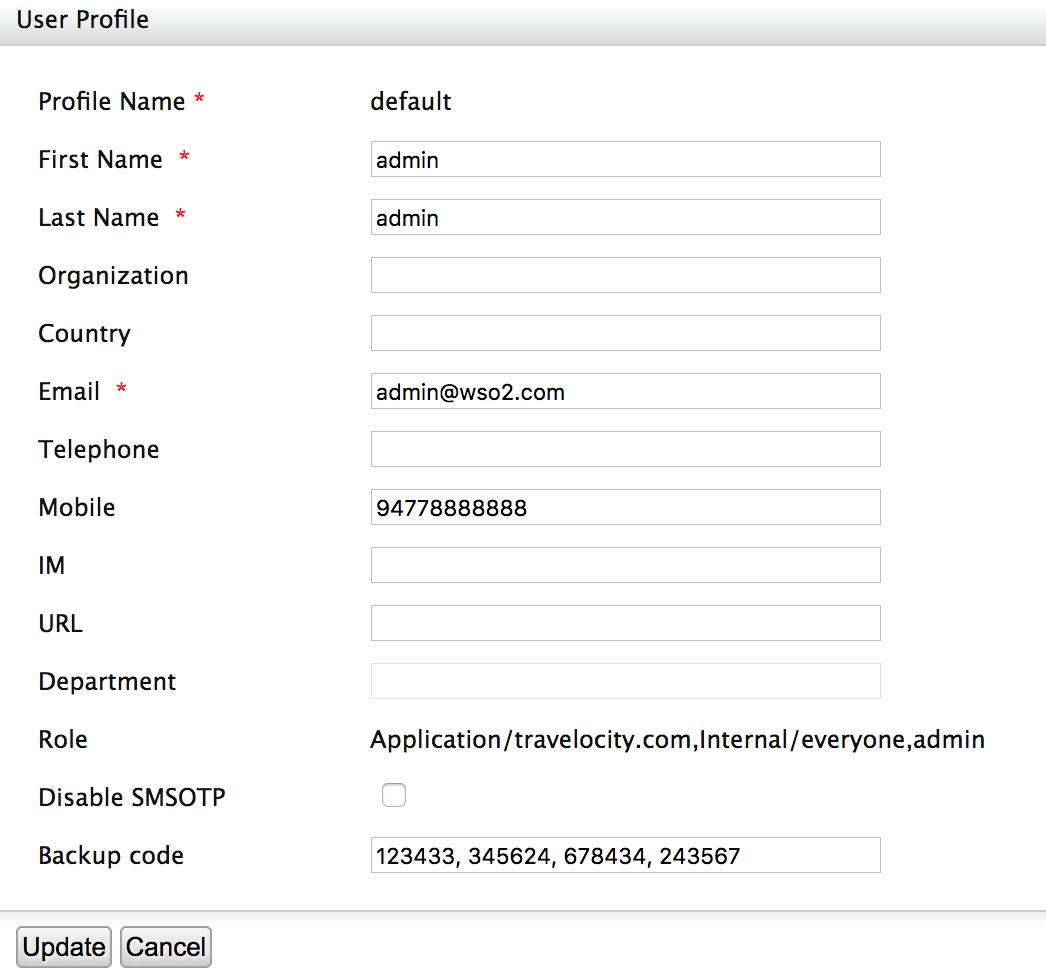 User Profile
Profile Name * default
First Name * admin
Last Name * admin
Organization
Country
Email * admin@wso2.com
Telephone
Mobile 94778888888
IM
URL
Department
Role Application/travelocity.com,Internal/everyone,admin
Disable SMSOTP
Backup code 123433, 345624, 678434, 243567
Update Cancel